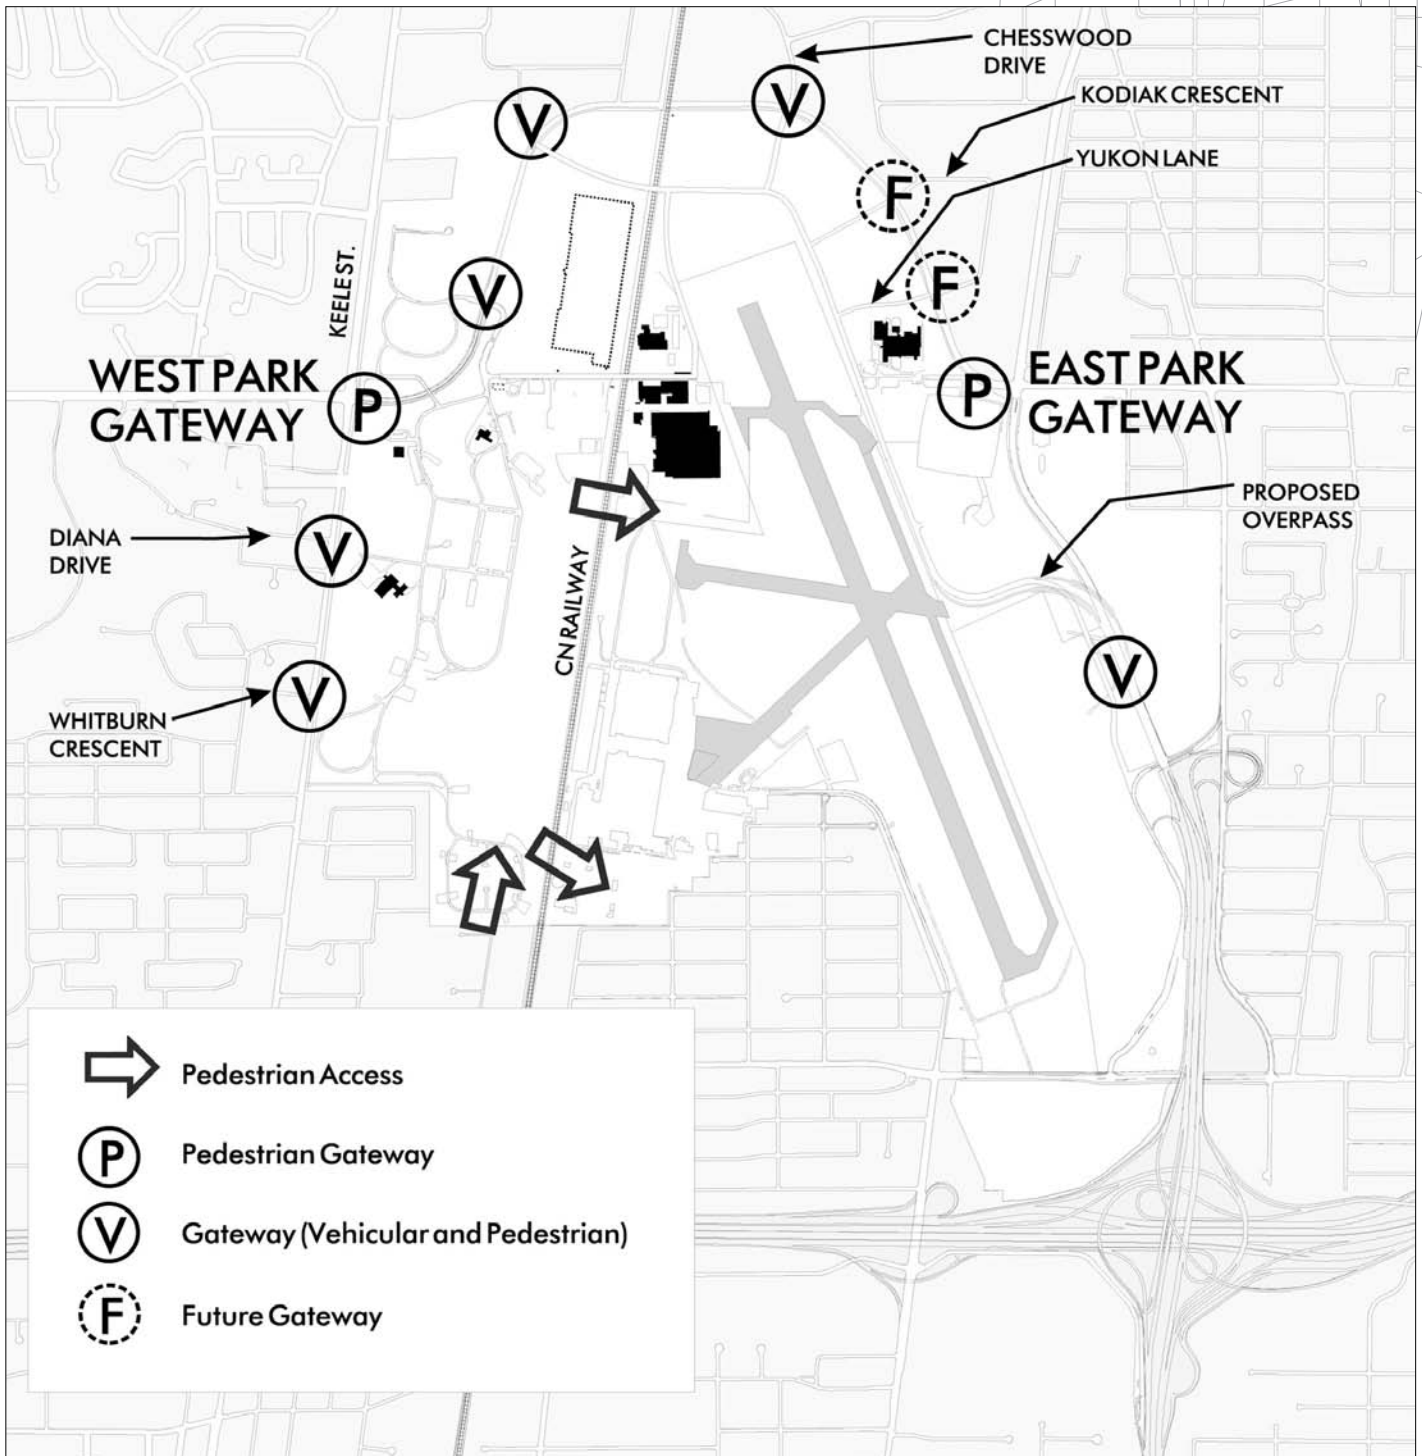 CHESSWOOD
DRIVE
V
V
KODIAK CRESCENT
YUKON LANE
F
KEELE ST.
V
F
WEST PARK
GATEWAY
P
P
EAST PARK
GATEWAY
PROPOSED
OVERPASS
DIANA
DRIVE
V
CN RAILWAY
V
WHITBURN
CRESCENT
V
Pedestrian Access
P
Pedestrian Gateway
V
Gateway (Vehicular and Pedestrian)
F
Future Gateway